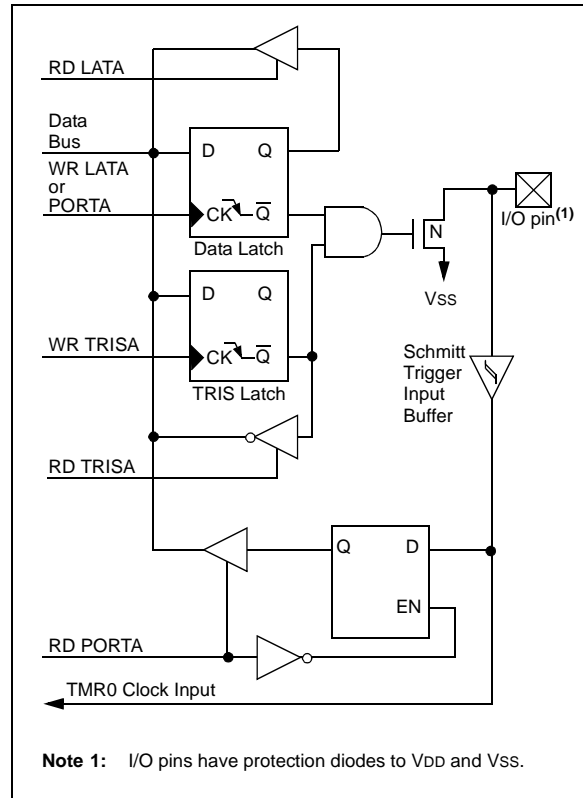 RD LATA
Data
Bus
D Q
WR LATA
or
PORTA
CK Q̅
Data Latch
N
I/O pin(1)
VSS
D Q
WR TRISA
CK Q̅
TRIS Latch
Schmitt
Trigger
Input
Buffer
RD TRISA
Q D
EN
RD PORTA
TMR0 Clock Input
Note 1: I/O pins have protection diodes to VDD and VSS.